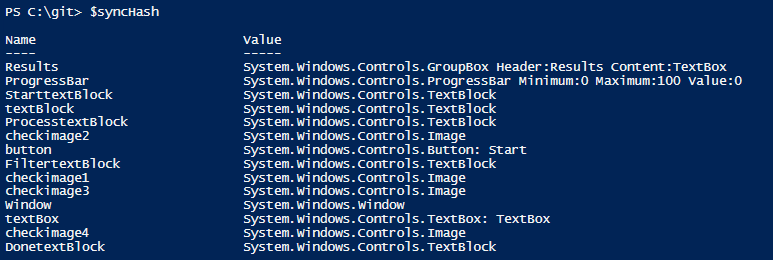 PS C:\git> $syncHash
Name Value
---- -----
Results System.Windows.Controls.GroupBox Header:Results Content:TextBox
ProgressBar System.Windows.Controls.ProgressBar Minimum:0 Maximum:100 Value:0
StarttextBlock System.Windows.Controls.TextBlock
textBlock System.Windows.Controls.TextBlock
ProcesstextBlock System.Windows.Controls.TextBlock
checkimage2 System.Windows.Controls.Image
button System.Windows.Controls.Button: Start
FiltertextBlock System.Windows.Controls.TextBlock
checkimage1 System.Windows.Controls.Image
checkimage3 System.Windows.Controls.Image
Window System.Windows.Window
textBox System.Windows.Controls.TextBox: TextBox
checkimage4 System.Windows.Controls.Image
DonetextBlock System.Windows.Controls.TextBlock